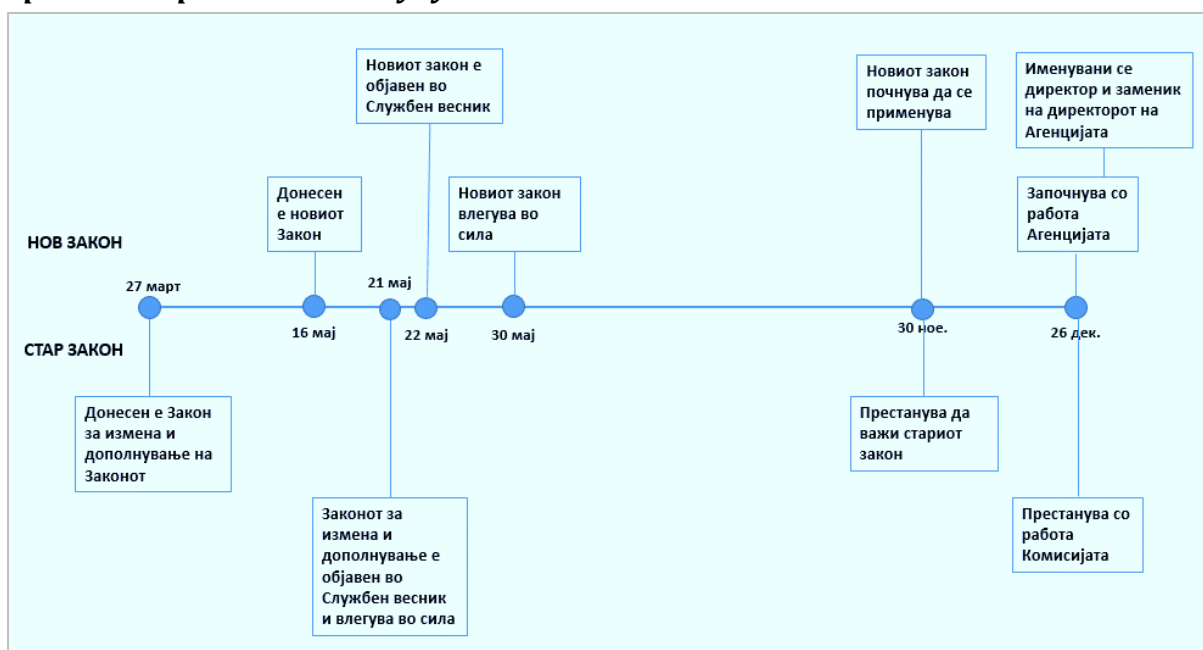 Новиот закон е
објавен во
Службен весник
Новиот закон
почнува да се
применува
Именувани се
директор и заменик
на директорот на
Агенцијата
Донесен
е новиот
Закон
Новиот закон
влегува во
сила
Започнува со
работа
Агенцијата
НОВ ЗАКОН
27 март
16 мај
21 мај
22 мај
30 мај
30 ное.
26 дек.
СТАР ЗАКОН
Донесен е Закон
за измена и
дополнување на
Законот
Законот за
измена и
дополнување е
објавен во
Службен весник
и влегува во сила
Престанува да
важи стариот
закон
Престанува со
работа
Комисијата